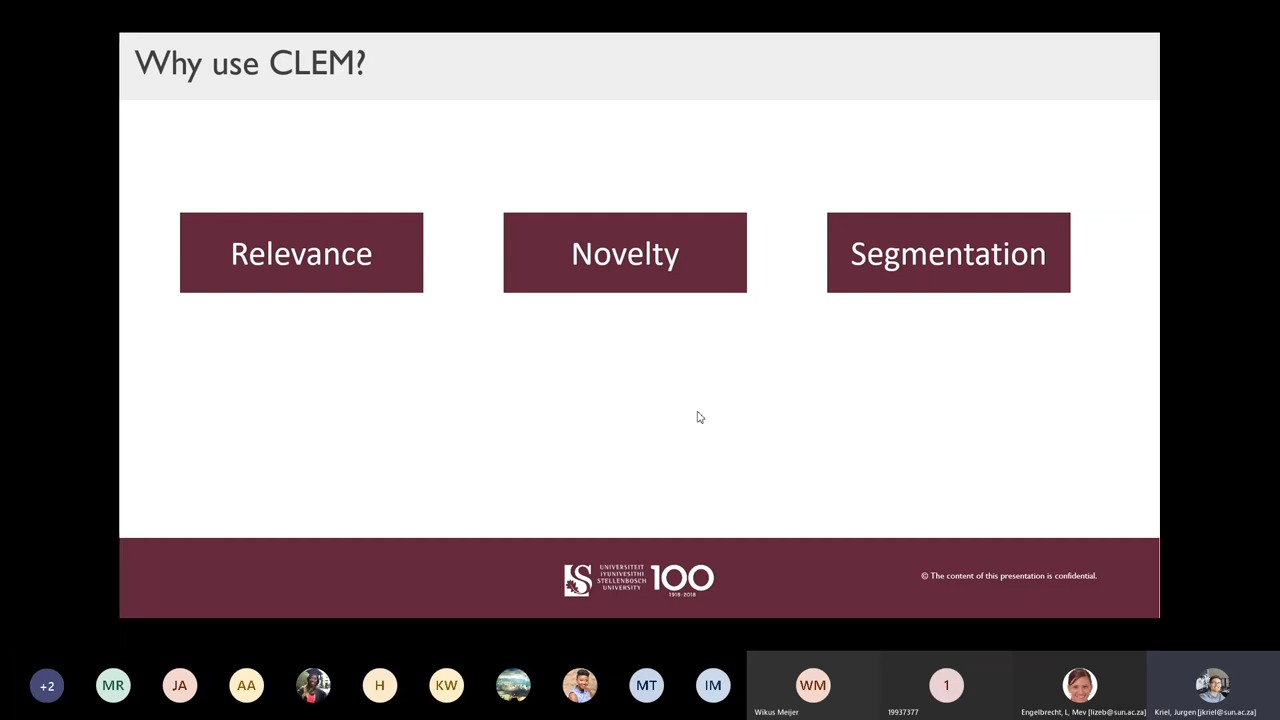 Why use CLEM?
Relevance
Novelty
Segmentation
UNIVERSITEIT
IYUNIVESITHI
STELLENBOSCH
UNIVERSITY
100
1918-2018
© The content of this presentation is confidential.
+2
MR
JA
AA
H
KW
MT
IM
WM
1
Wikus Meijer
19937377
Engelbrecht, L, Mev [lizeb@sun.ac.za]
Kriel, Jurgen [jkriel@sun.ac.za]